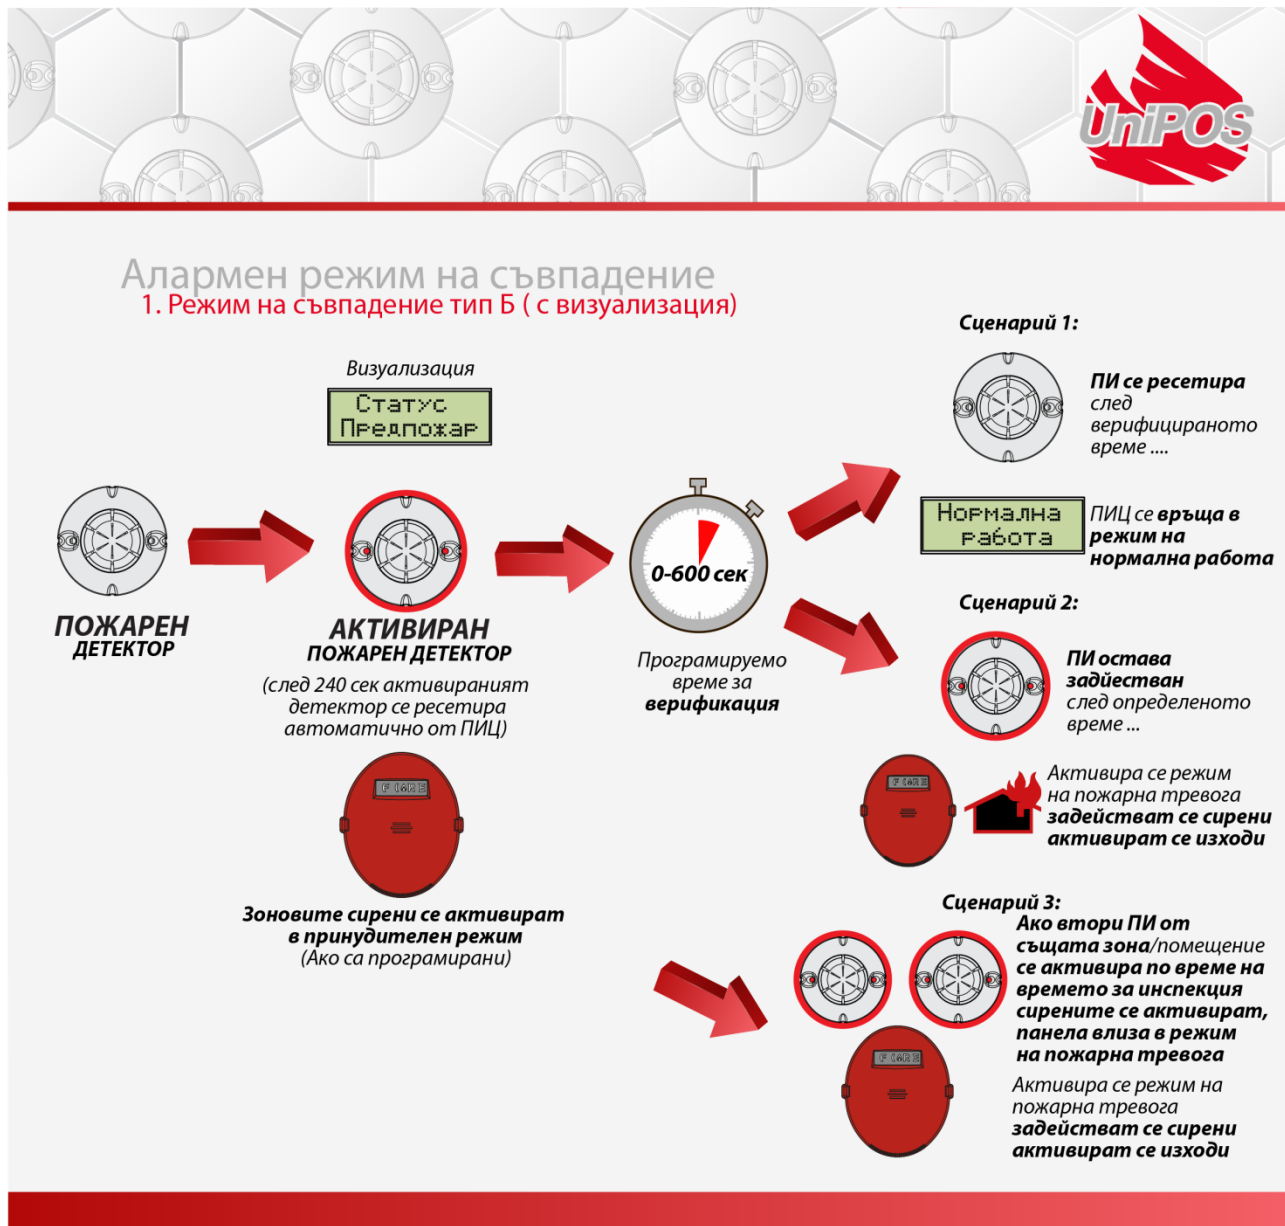 UniPOS
Алармен режим на съвпадение
1. Режим на съвпадение тип Б ( с визуализация)
Визуализация
Статус
Предпожар
ПОЖАРЕН
ДЕТЕКТОР
АКТИВИРАН
ПОЖАРЕН ДЕТЕКТОР
(след 240 сек активираният
детектор се ресетира
автоматично от ПИЦ)
FIRE
Зоновите сирени се активират
в принудителен режим
(Ако са програмирани)
0-600 сек
Програмируемо
време за
верификация
Сценарий 1:
ПИ се ресетира
след
верифицираното
време ....
Нормална
работа
ПИЦ се връща в
режим на
нормална работа
Сценарий 2:
ПИ остава
задйестван
след определеното
време ...
FIRE
Активира се режим
на пожарна тревога
задействат се сирени
активират се изходи
Сценарий 3:
Ако втори ПИ от
същата зона/помещение
се активира по време на
времето за инспекция
сирените се активират,
панела влиза в режим
на пожарна тревога
FIRE
Активира се режим на
пожарна тревога
задействат се сирени
активират се изходи